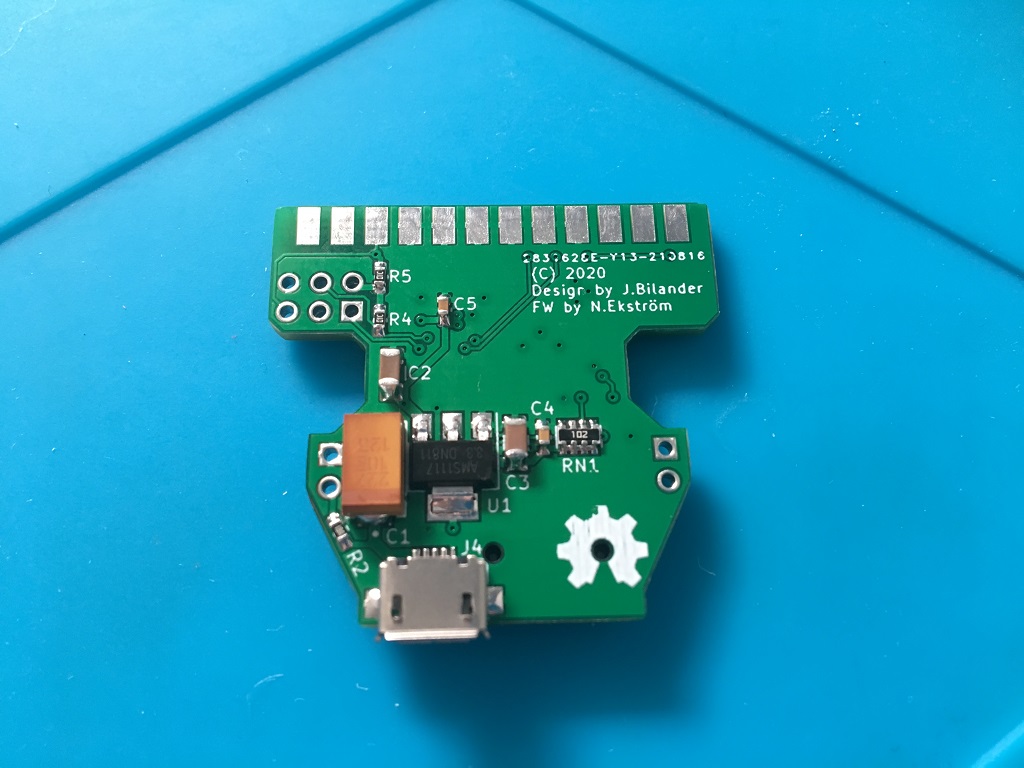 (C) 2020
Design by J.Bilander
FW by N.Ekström
R5
C5
R4
C2
C4
102
RN1
C3
AMS1117
U1
C1
J4
R2